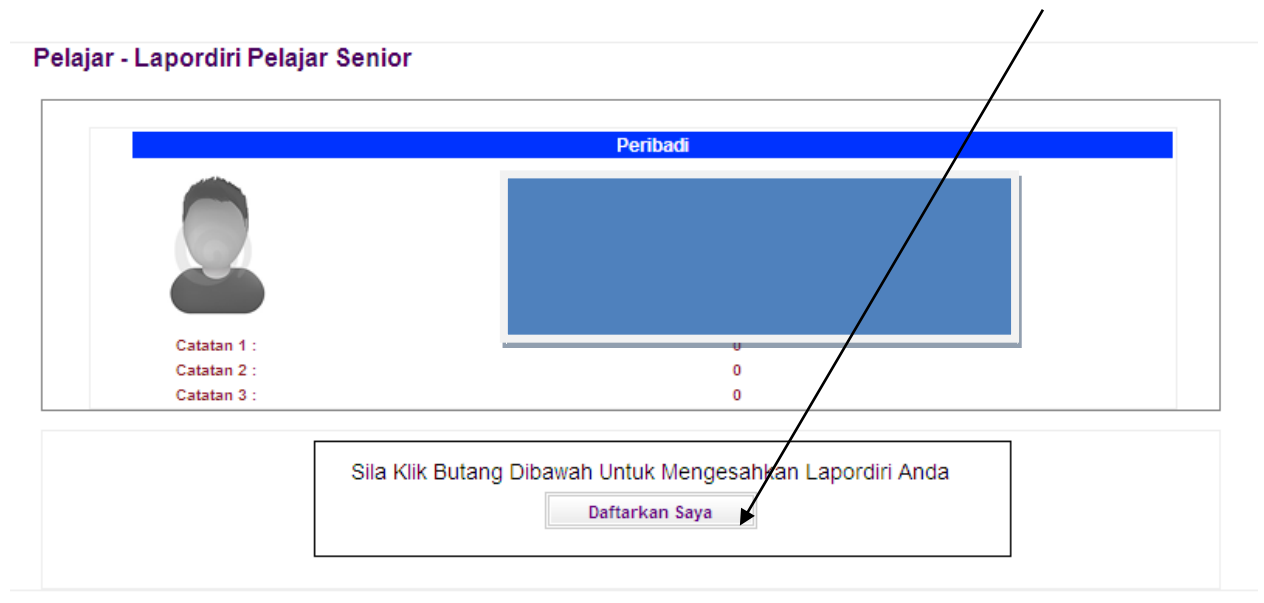 Pelajar - Lapordiri Pelajar Senior
Peribadi
Catatan 1 : 0
Catatan 2 : 0
Catatan 3 : 0
Sila Klik Butang Dibawah Untuk Mengesahkan Lapordiri Anda
Daftarkan Saya